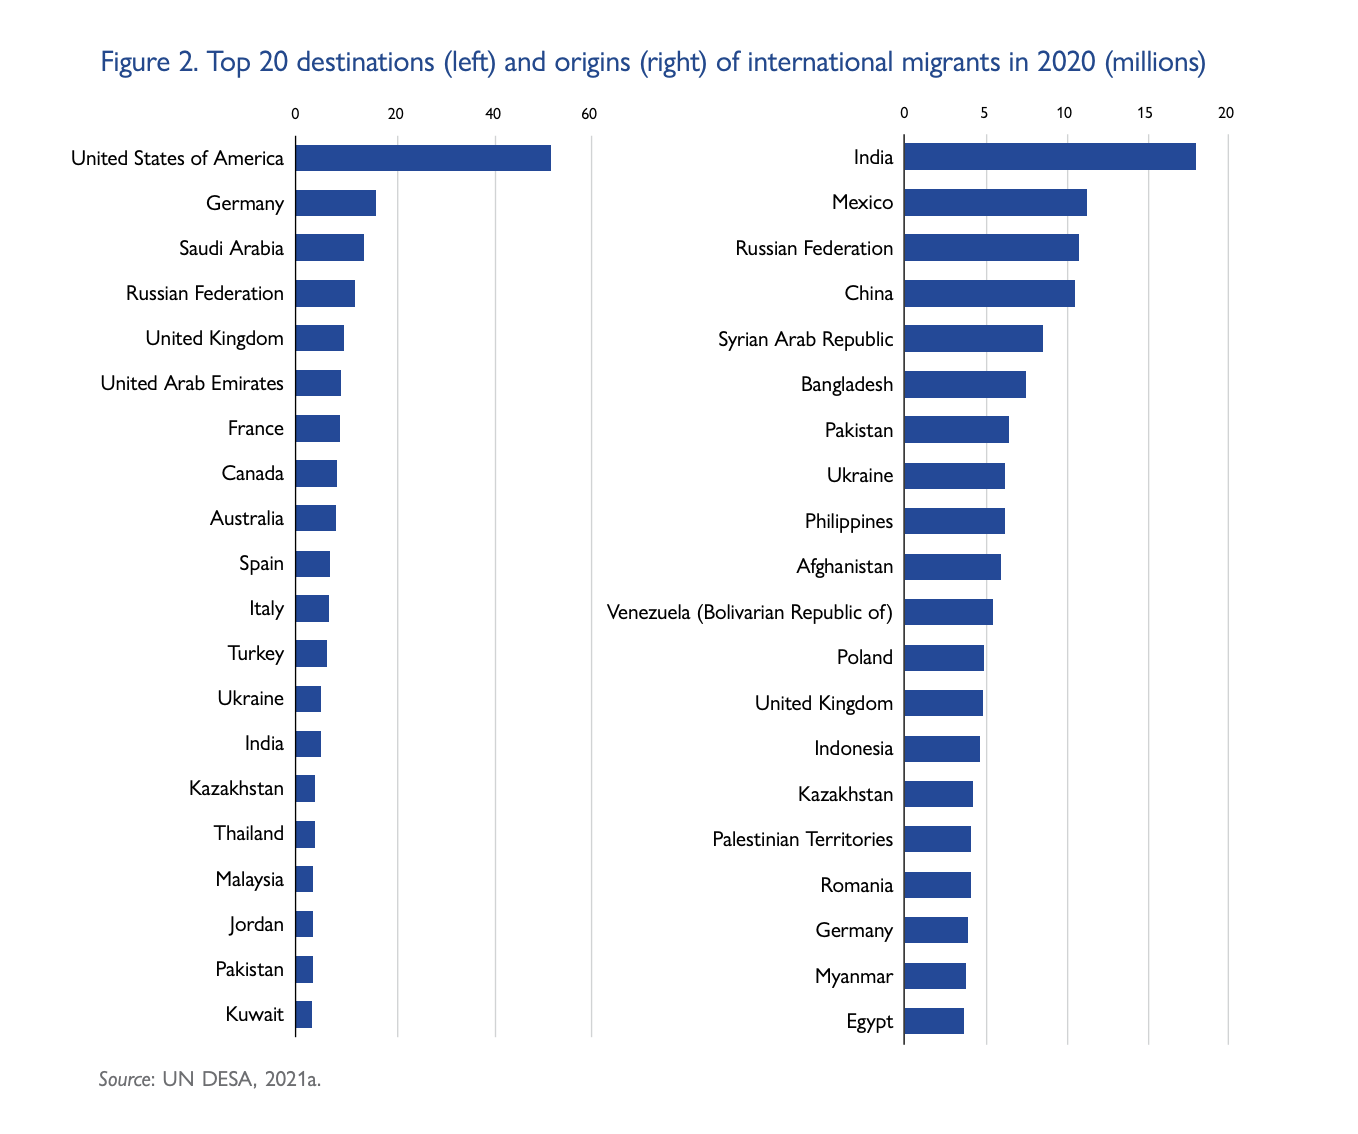 Figure 2. Top 20 destinations (left) and origins (right) of international migrants in 2020 (millions)
0 20 40 60
United States of America
Germany
Saudi Arabia
Russian Federation
United Kingdom
United Arab Emirates
France
Canada
Australia
Spain
Italy
Turkey
Ukraine
India
Kazakhstan
Thailand
Malaysia
Jordan
Pakistan
Kuwait
0 5 10 15 20
India
Mexico
Russian Federation
China
Syrian Arab Republic
Bangladesh
Pakistan
Ukraine
Philippines
Afghanistan
Venezuela (Bolivarian Republic of)
Poland
United Kingdom
Indonesia
Kazakhstan
Palestinian Territories
Romania
Germany
Myanmar
Egypt
Source: UN DESA, 2021a.